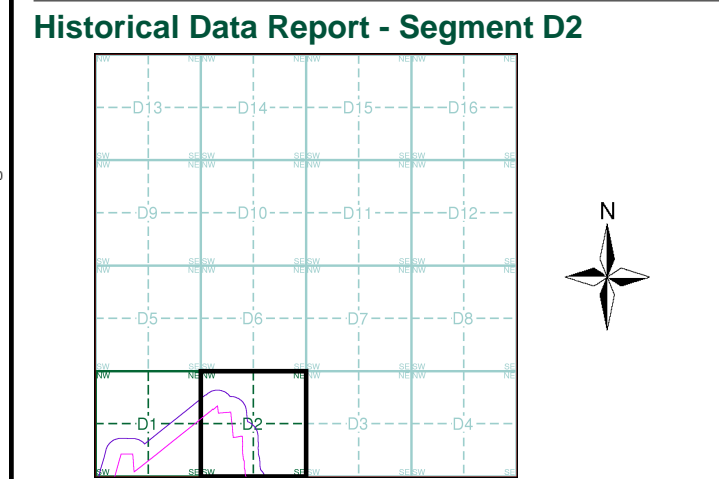 Historical Data Report - Segment D2
NW NE NW NE NW NE NW NE
D13 D14 D15 D16
SW SE SW SE SW SE SW SE
NW NE NW NE NW NE NW NE
D9 D10 D11 D12
N
SW SE SW SE SW SE SW SE
NW NE NW NE NW NE NW NE
D5 D6 D7 D8
SW SE SW SE SW SE SW SE
NW NE NW NE NW NE NW NE
D1 D2 D3 D4
SW SE SW SE SW SE SW SE